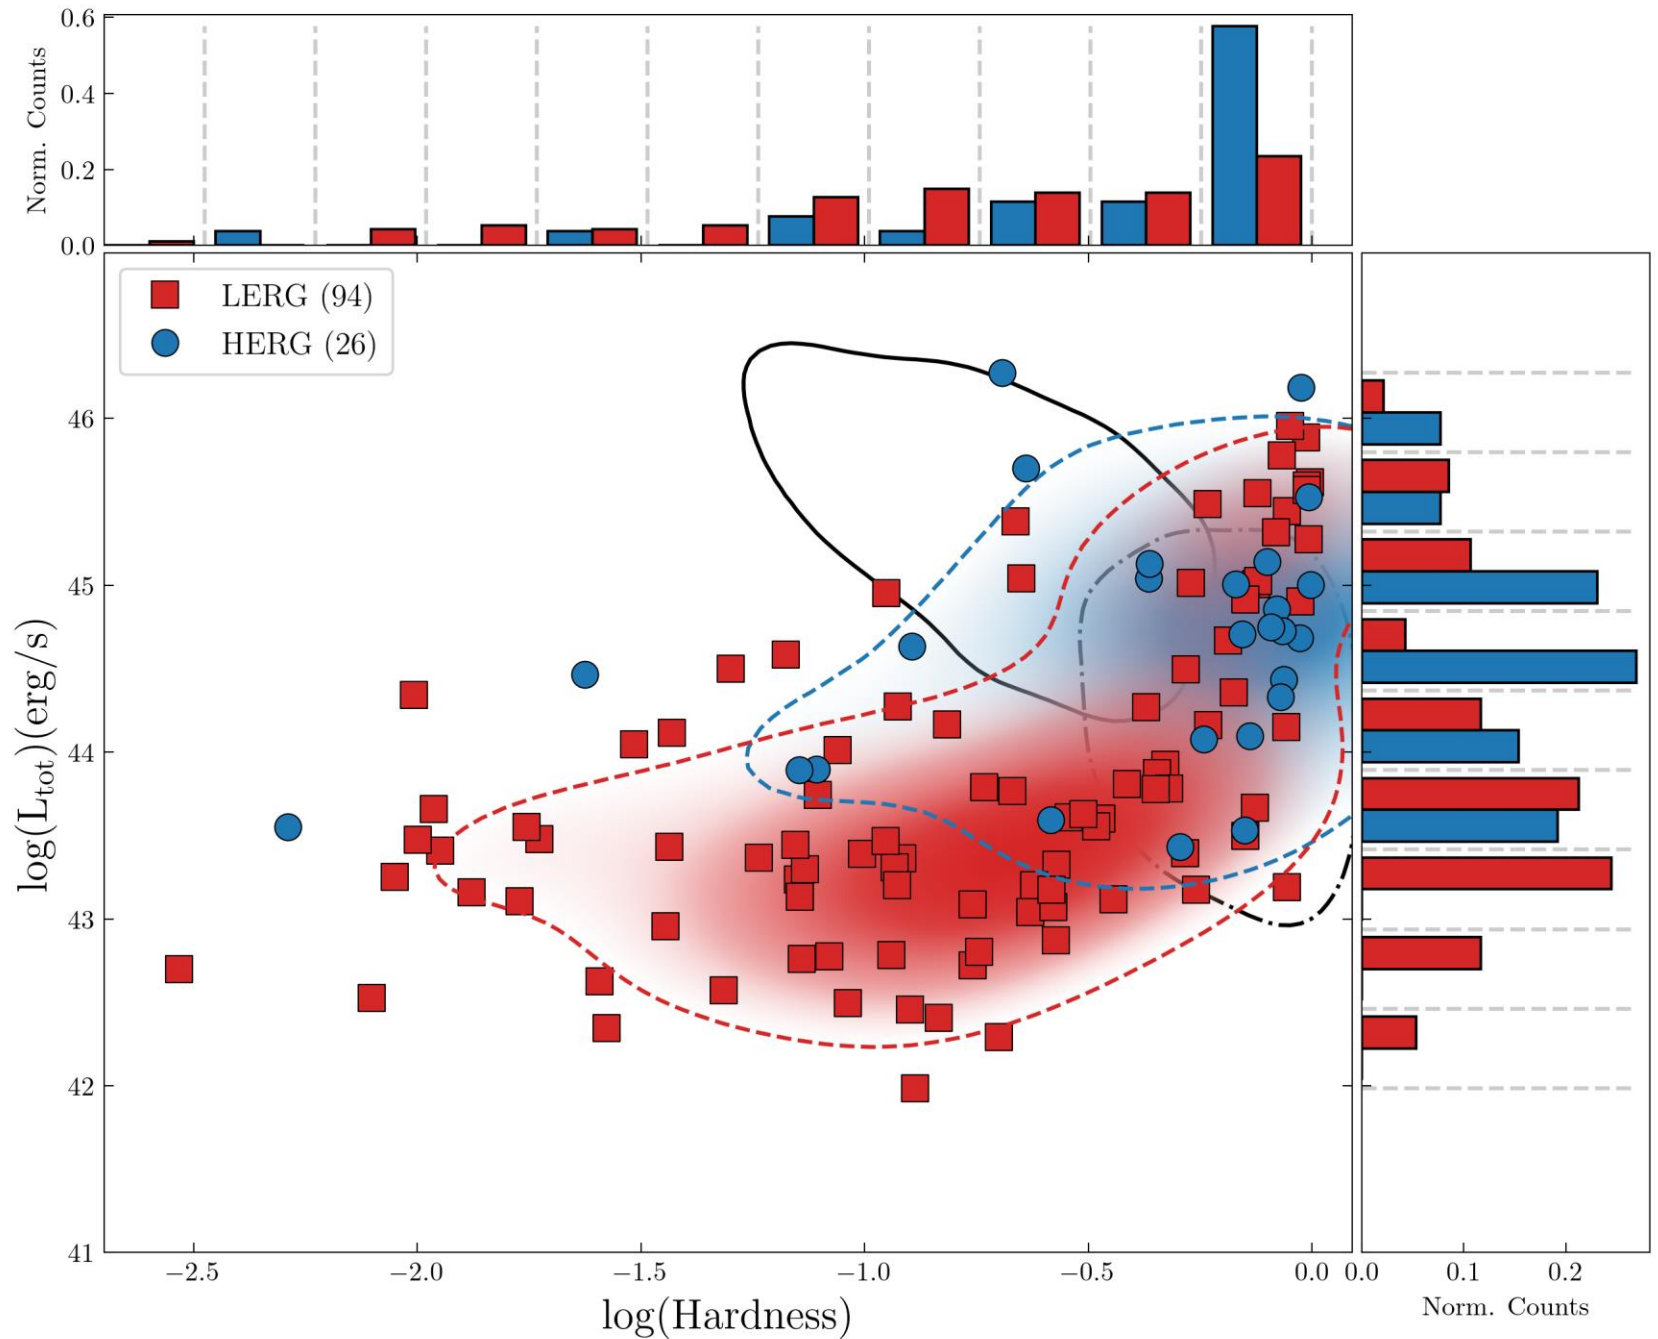 0.6
0.4
0.2
0.0
Norm. Counts
LERG (94)
HERG (26)
46
45
44
43
42
41
log(L_tot)(erg/s)
−2.5 −2.0 −1.5 −1.0 −0.5 0.0
log(Hardness)
0.0 0.1 0.2
Norm. Counts